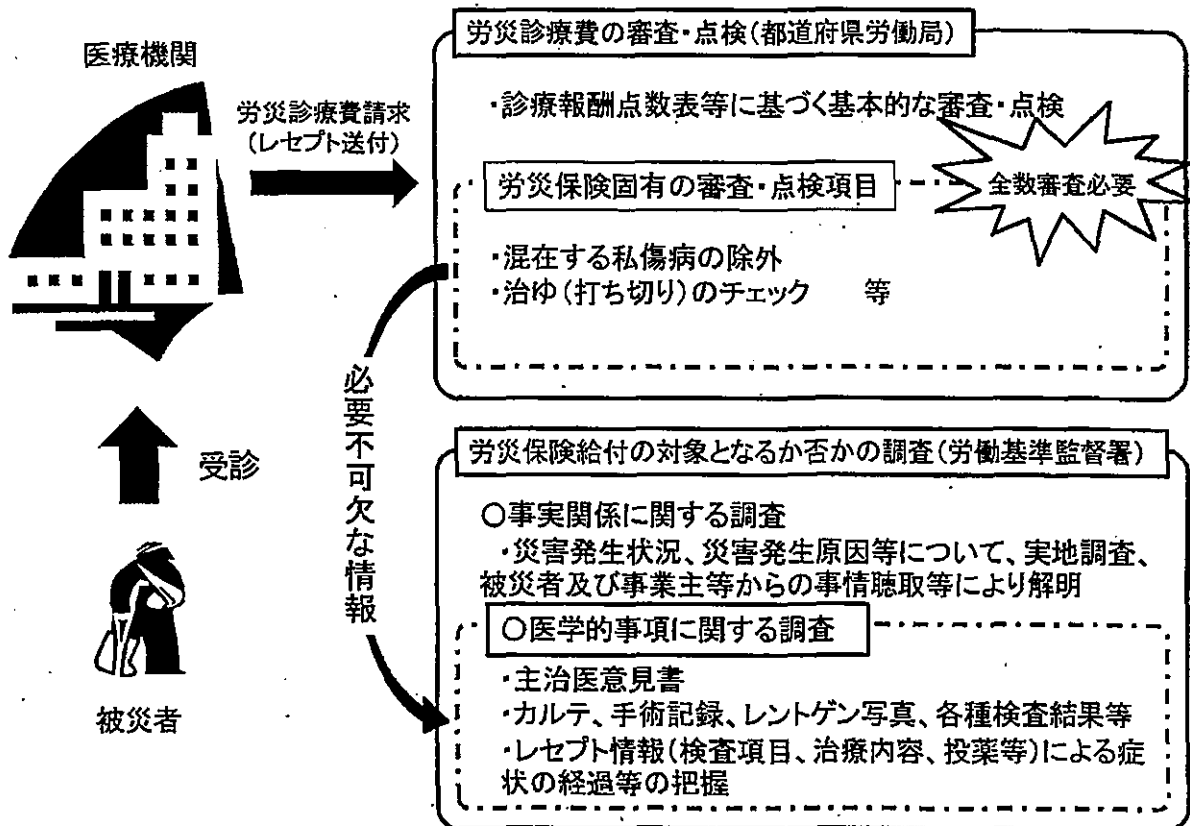 医療機関
労災診療費請求
(レセプト送付)
受診
被災者
労災診療費の審査・点検(都道府県労働局)
・診療報酬点数表等に基づく基本的な審査・点検
全数審査必要
労災保険固有の審査・点検項目
・混在する私傷病の除外
・治ゆ(打ち切り)のチェック 等
必要不可欠な情報
労災保険給付の対象となるか否かの調査(労働基準監督署)
○事実関係に関する調査
・災害発生状況、災害発生原因等について、実地調査、
被災者及び事業主等からの事情聴取等により解明
○医学的事項に関する調査
・主治医意見書
・カルテ、手術記録、レントゲン写真、各種検査結果等
・レセプト情報(検査項目、治療内容、投薬等)による症
状の経過等の把握